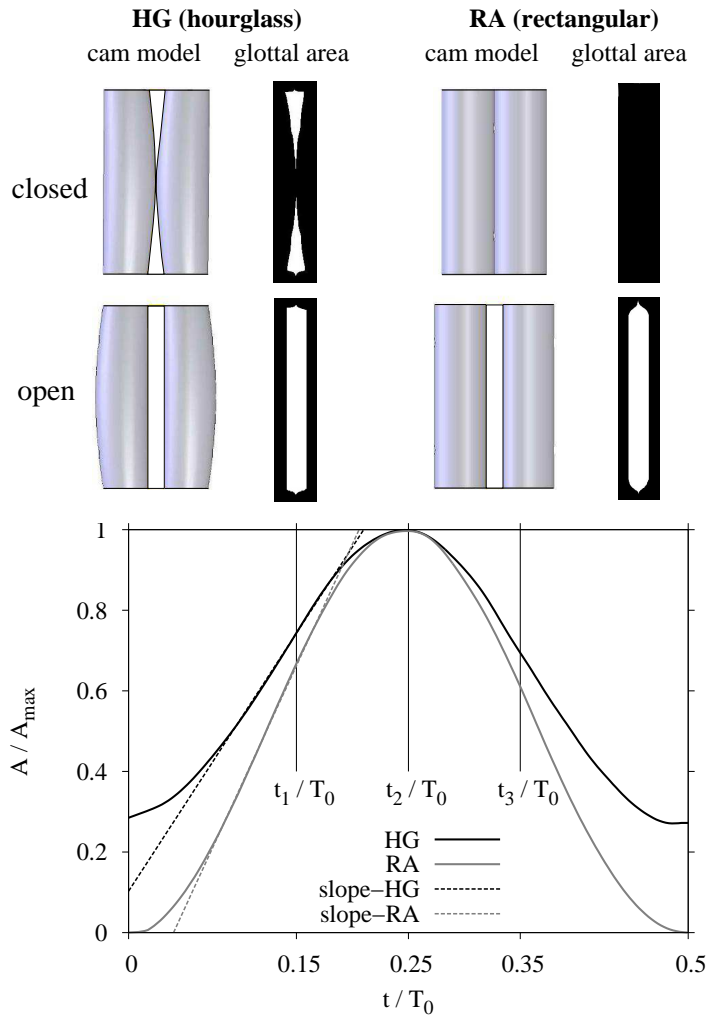 HG (hourglass) RA (rectangular)
cam model glottal area cam model glottal area
closed
open
1
0.8
0.6
0.4
0.2
0
A / A_max
t_1 / T_0 t_2 / T_0 t_3 / T_0
HG
RA
slope−HG
slope−RA
0 0.15 0.25 0.35 0.5
t / T_0